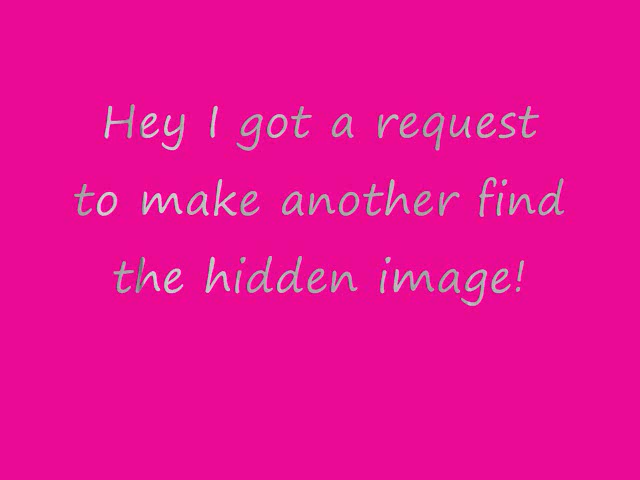 Hey I got a request
to make another find
the hidden image!